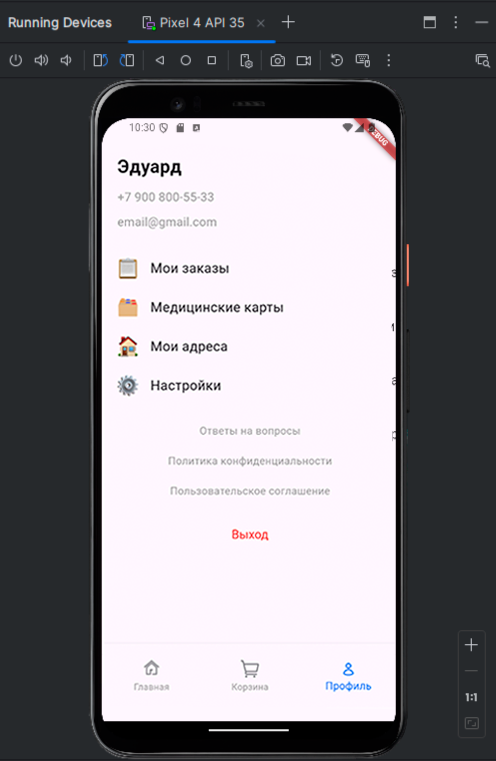 Running Devices
Pixel 4 API 35
10:30
DEBUG
Эдуард
+7 900 800-55-33
email@gmail.com
Мои заказы
Медицинские карты
Мои адреса
Настройки
Ответы на вопросы
Политика конфиденциальности
Пользовательское соглашение
Выход
Главная
Корзина
Профиль
1:1